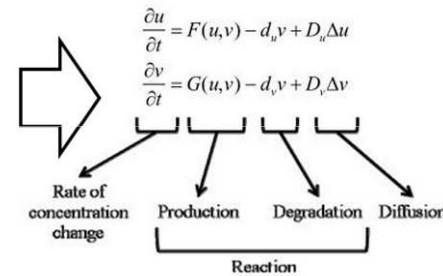 ∂u/∂t = F(u,v) − d_u v + D_u Δu
∂v/∂t = G(u,v) − d_v v + D_v Δv
Rate of
concentration
change
Production
Degradation
Diffusion
Reaction